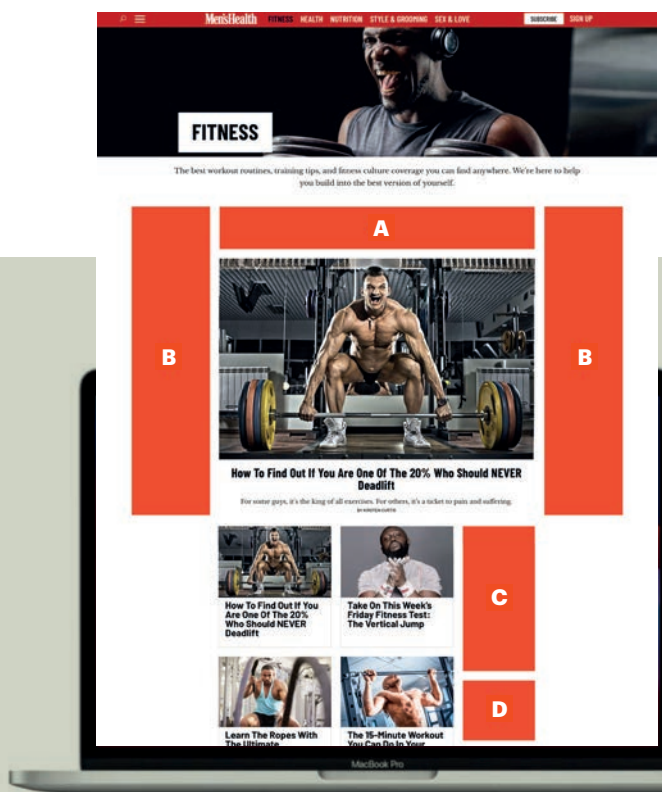 Men'sHealth FITNESS HEALTH NUTRITION STYLE & GROOMING SEX & LOVE SUBSCRIBE SIGN UP
FITNESS
The best workout routines, training tips, and fitness culture coverage you can find anywhere. We're here to help
you build into the best version of yourself.
A
B
B
How To Find Out If You Are One Of The 20% Who Should NEVER
Deadlift
For some guys, it's the king of all exercises. For others, it's a ticket to pain and suffering.
BY KRISTEN CURTIS
How To Find Out If You
Are One Of The 20%
Who Should NEVER
Deadlift
Take On This Week's
Friday Fitness Test:
The Vertical Jump
C
Learn The Ropes With
The Ultimate
The 15-Minute Workout
You Can Do In Your
D
MacBook Pro